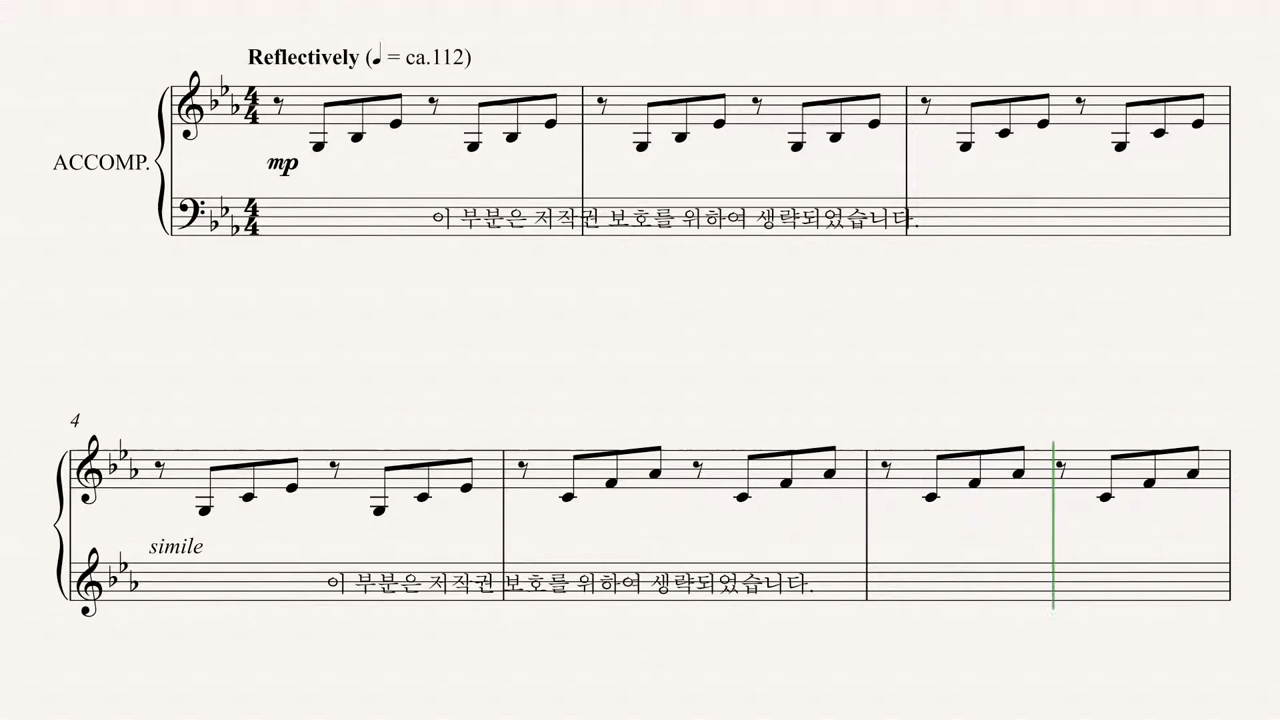 Reflectively (♩ = ca.112)
ACCOMP.
mp
이 부분은 저작권 보호를 위하여 생략되었습니다.
4
simile
이 부분은 저작권 보호를 위하여 생략되었습니다.